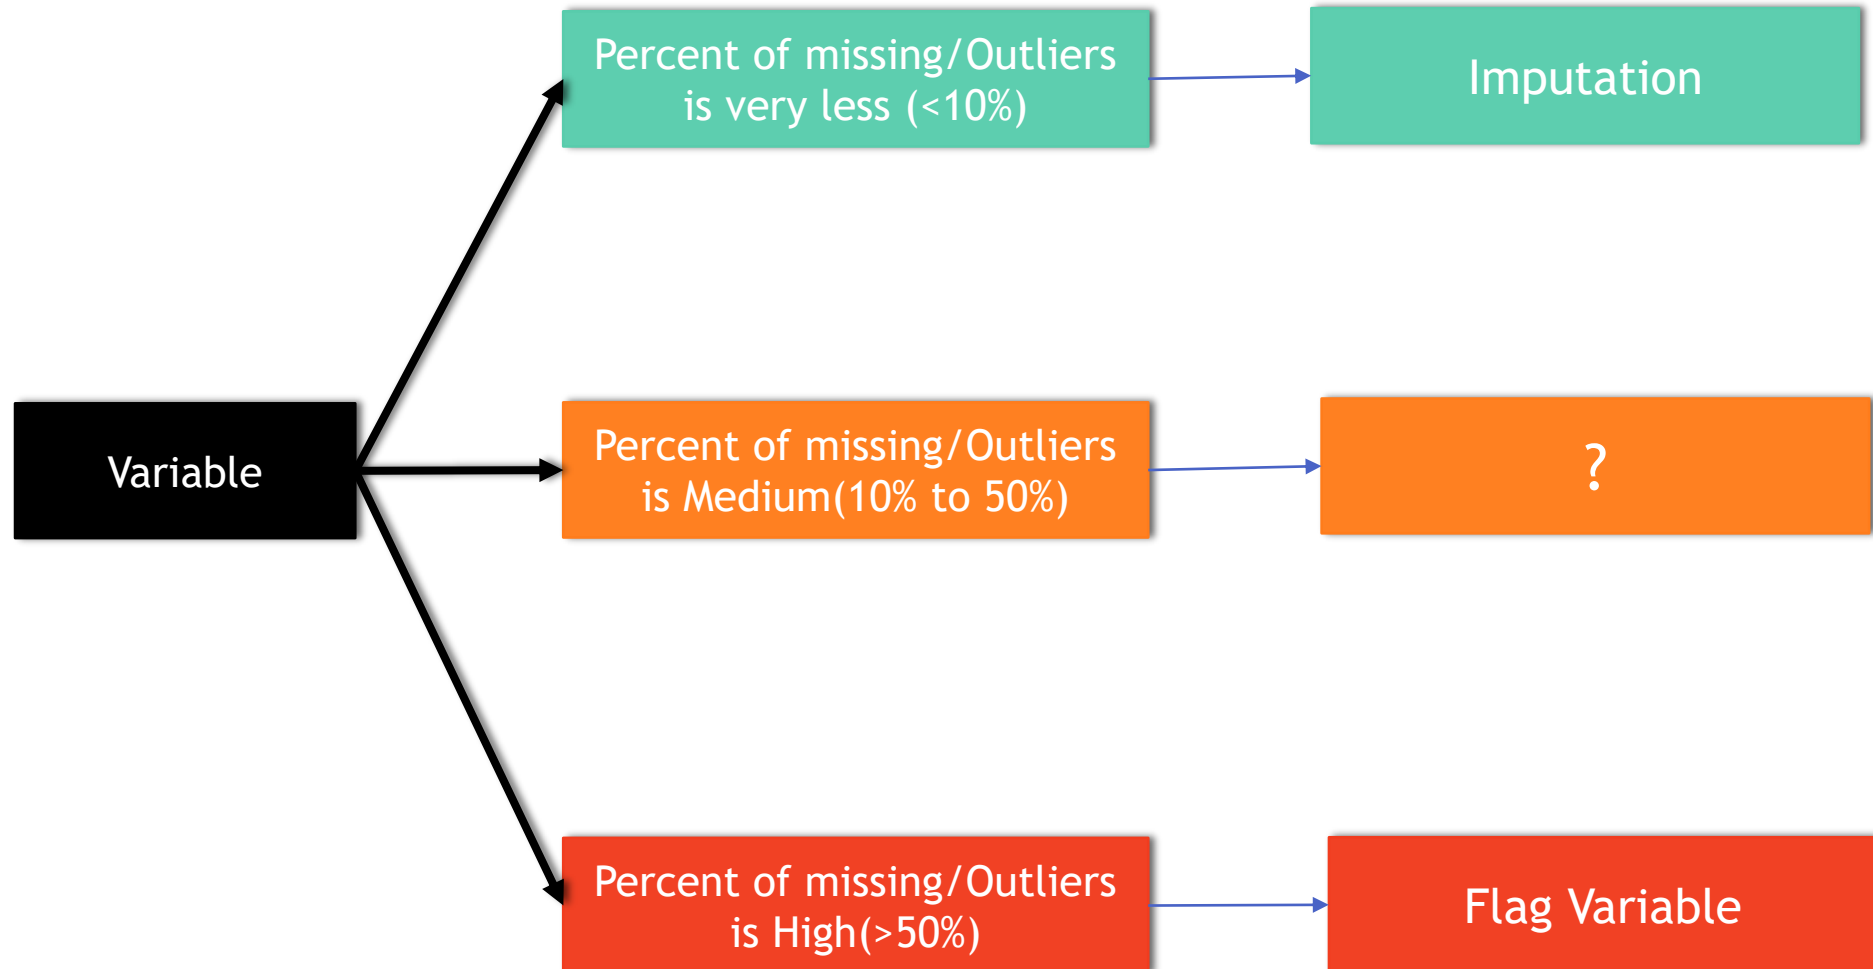 Percent of missing/Outliers
is very less (<10%)
Imputation
Variable
Percent of missing/Outliers
is Medium(10% to 50%)
?
Percent of missing/Outliers
is High(>50%)
Flag Variable